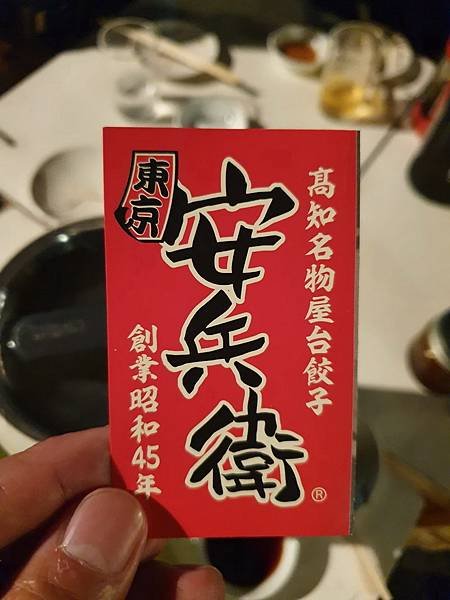 高知名物屋台餃子
東京
安兵衛
®
創業昭和45年